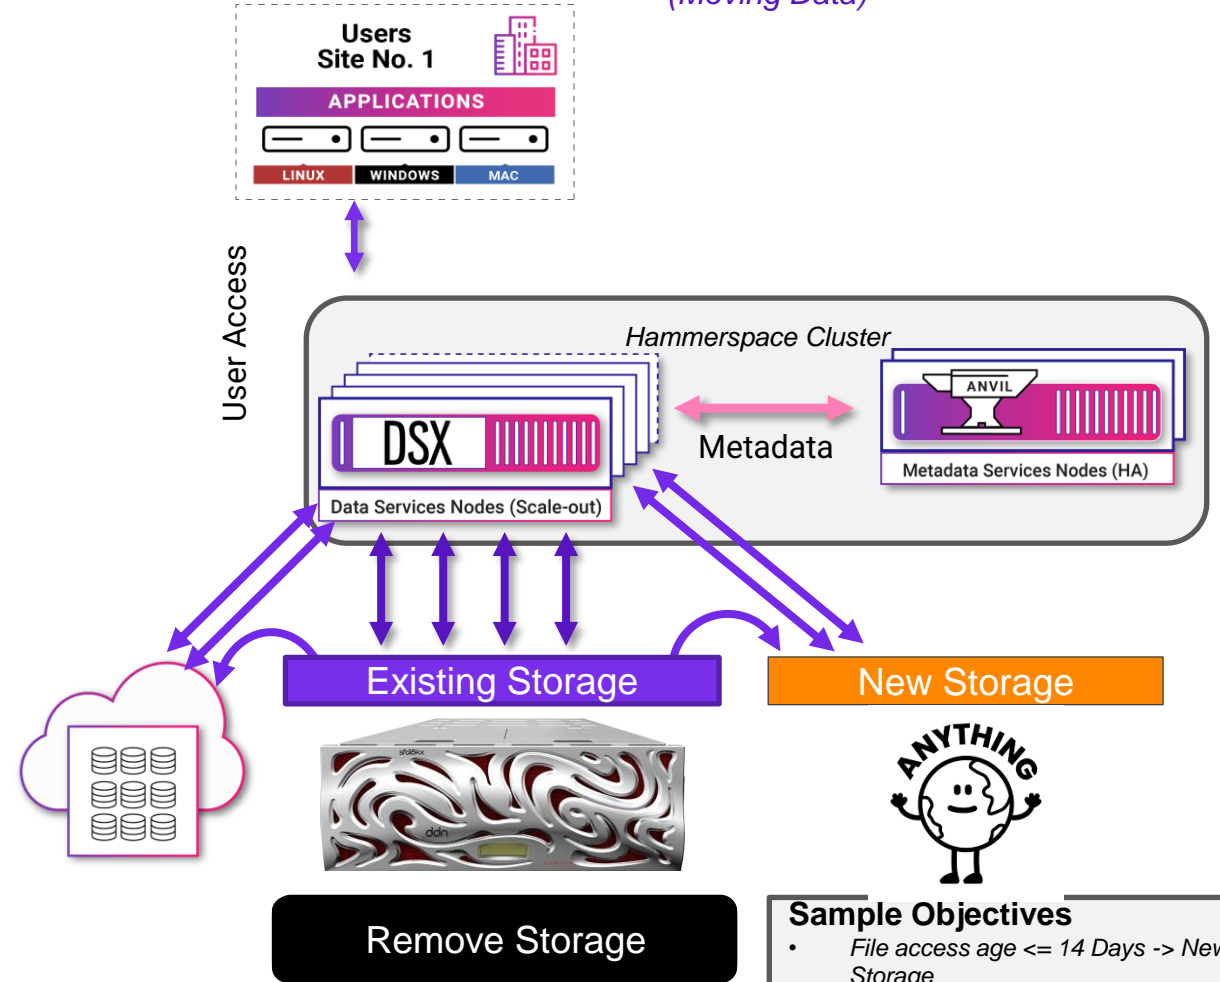 (Moving Data)
Users
Site No. 1
APPLICATIONS
LINUX
WINDOWS
MAC
User Access
Hammerspace Cluster
ANVIL
DSX
Metadata
Metadata Services Nodes (HA)
Data Services Nodes (Scale-out)
Existing Storage
New Storage
ANYTHING
ddn
Remove Storage
Sample Objectives
• File access age <= 14 Days -> New
Storage